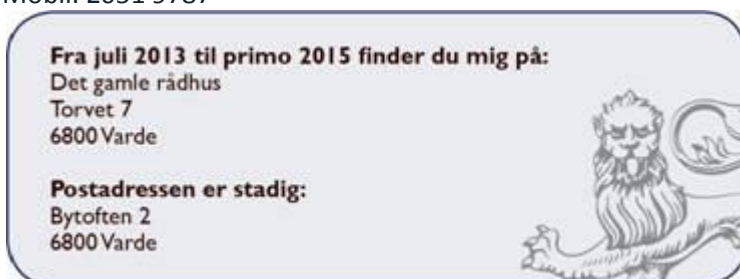 Fra juli 2013 til primo 2015 finder du mig på:
Det gamle rådhus
Torvet 7
6800 Varde
Postadressen er stadig:
Bytoften 2
6800 Varde